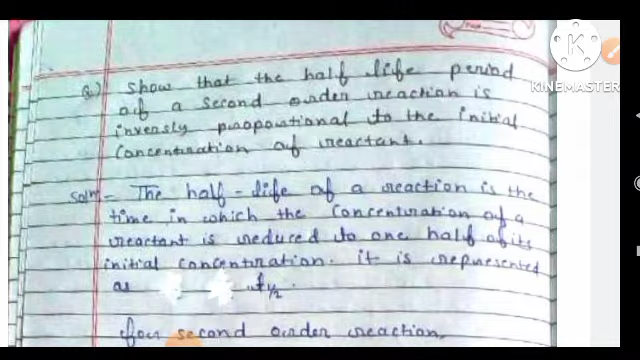 Q) Show that the half life period
of a second order reaction is
inversly proportional to the initial
Concentration of reactant.
Solⁿ - The half-life of a reaction is the
time in which the Concentration of a
reactant is reduced to one half of its
initial concentration. It is represented
as t½.
for second order reaction,
KINEMASTER